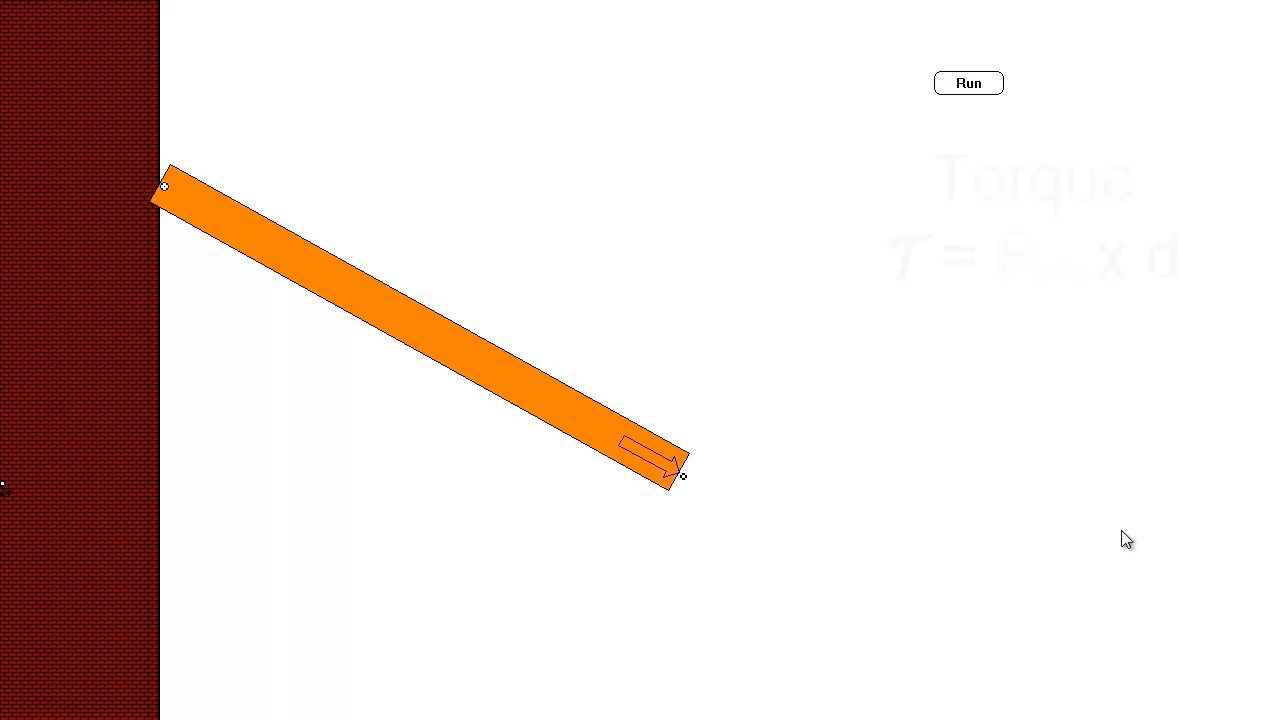 Run
Torque
τ = F x d